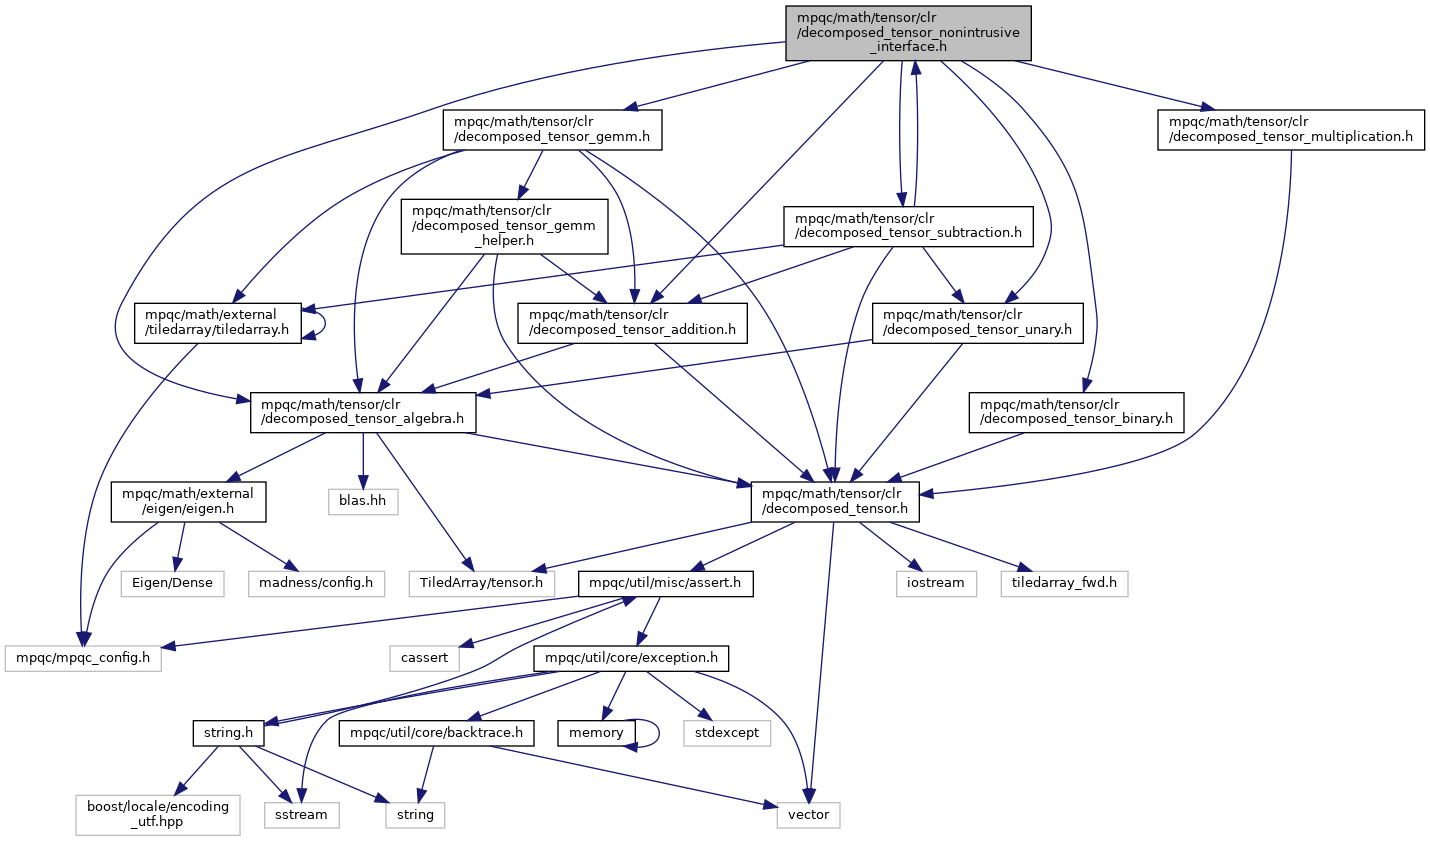 mpqc/math/tensor/clr
/decomposed_tensor_nonintrusive
_interface.h
mpqc/math/tensor/clr
/decomposed_tensor_gemm.h
mpqc/math/tensor/clr
/decomposed_tensor_multiplication.h
mpqc/math/tensor/clr
/decomposed_tensor_gemm
_helper.h
mpqc/math/tensor/clr
/decomposed_tensor_subtraction.h
mpqc/math/external
/tiledarray/tiledarray.h
mpqc/math/tensor/clr
/decomposed_tensor_addition.h
mpqc/math/tensor/clr
/decomposed_tensor_unary.h
mpqc/math/tensor/clr
/decomposed_tensor_algebra.h
mpqc/math/tensor/clr
/decomposed_tensor_binary.h
mpqc/math/external
/eigen/eigen.h
blas.hh
mpqc/math/tensor/clr
/decomposed_tensor.h
Eigen/Dense
madness/config.h
TiledArray/tensor.h
mpqc/util/misc/assert.h
iostream
tiledarray_fwd.h
mpqc/mpqc_config.h
cassert
mpqc/util/core/exception.h
string.h
mpqc/util/core/backtrace.h
memory
stdexcept
boost/locale/encoding
_utf.hpp
sstream
string
vector